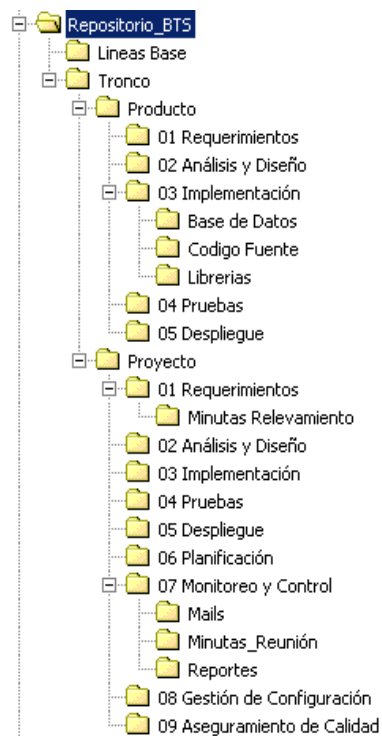 Repositorio_BTS
Lineas Base
Tronco
Producto
01 Requerimientos
02 Análisis y Diseño
03 Implementación
Base de Datos
Codigo Fuente
Librerias
04 Pruebas
05 Despliegue
Proyecto
01 Requerimientos
Minutas Relevamiento
02 Análisis y Diseño
03 Implementación
04 Pruebas
05 Despliegue
06 Planificación
07 Monitoreo y Control
Mails
Minutas_Reunión
Reportes
08 Gestión de Configuración
09 Aseguramiento de Calidad